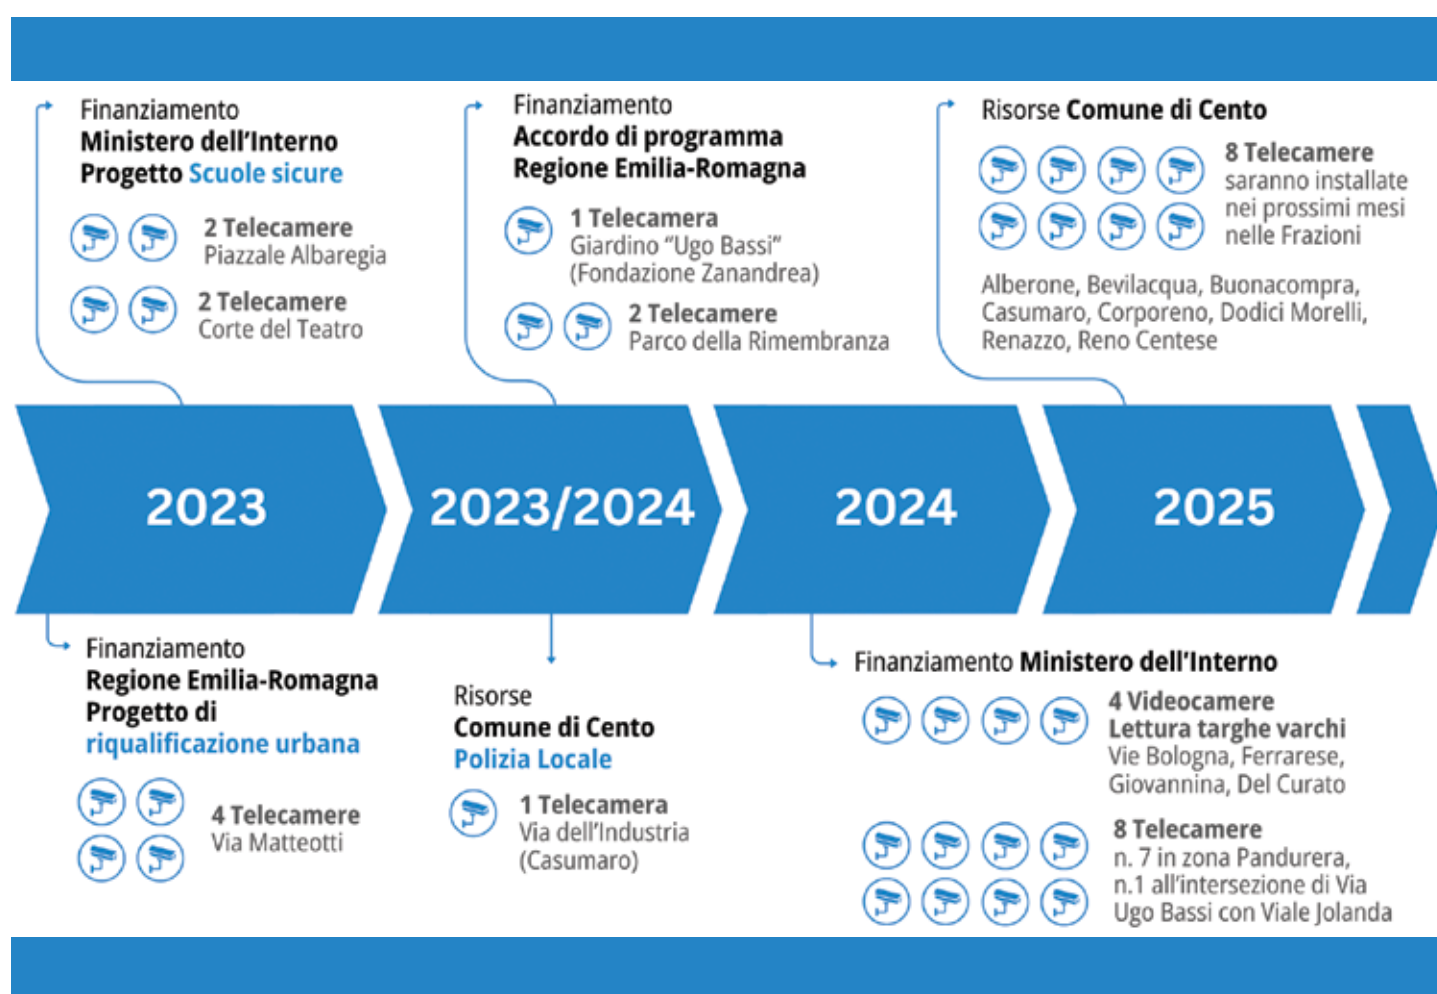 Finanziamento
Ministero dell'Interno
Progetto Scuole sicure
2 Telecamere
Piazzale Albaregia
2 Telecamere
Corte del Teatro
Finanziamento
Accordo di programma
Regione Emilia-Romagna
1 Telecamera
Giardino “Ugo Bassi”
(Fondazione Zanandrea)
2 Telecamere
Parco della Rimembranza
Risorse Comune di Cento
8 Telecamere
saranno installate
nei prossimi mesi
nelle Frazioni
Alberone, Bevilacqua, Buonacompra,
Casumaro, Corporeno, Dodici Morelli,
Renazzo, Reno Centese
2023
2023/2024
2024
2025
Finanziamento
Regione Emilia-Romagna
Progetto di
riqualificazione urbana
4 Telecamere
Via Matteotti
Risorse
Comune di Cento
Polizia Locale
1 Telecamera
Via dell'Industria
(Casumaro)
Finanziamento Ministero dell'Interno
4 Videocamere
Lettura targhe varchi
Vie Bologna, Ferrarese,
Giovannina, Del Curato
8 Telecamere
n. 7 in zona Pandurera,
n.1 all'intersezione di Via
Ugo Bassi con Viale Jolanda